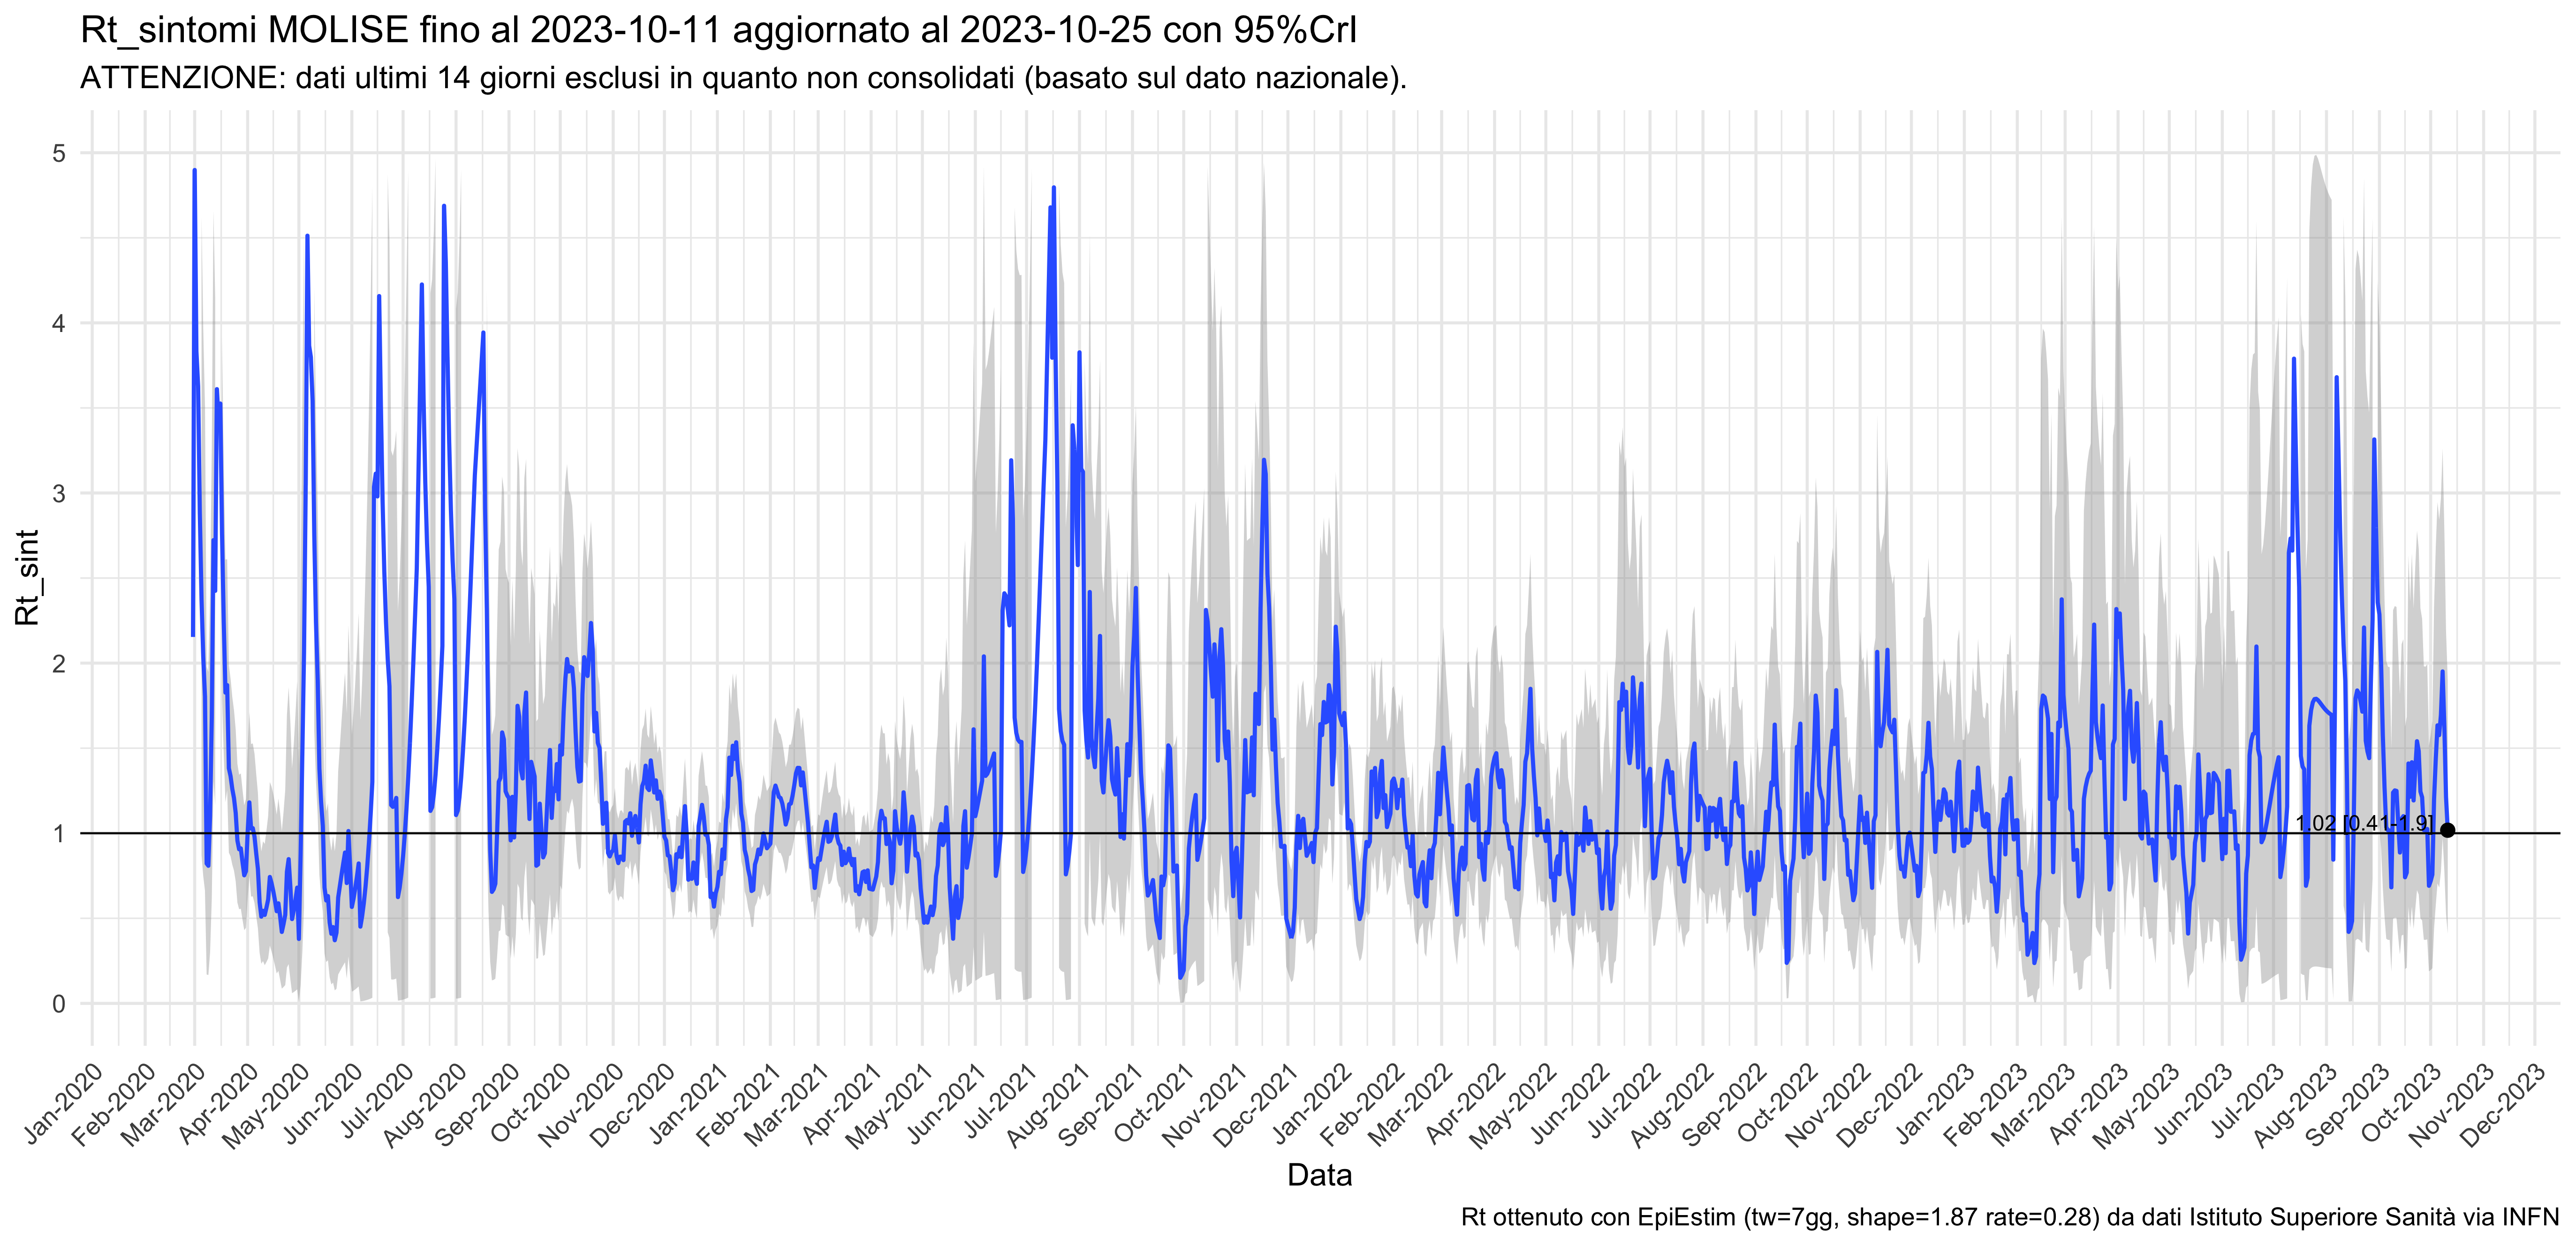 Rt_sintomi MOLISE fino al 2023-10-11 aggiornato al 2023-10-25 con 95%CrI
ATTENZIONE: dati ultimi 14 giorni esclusi in quanto non consolidati (basato sul dato nazionale).
5
4
3
2
1
0
Rt_sint
1.02 [0.41-1.9]
Jan-2020
Feb-2020
Mar-2020
Apr-2020
May-2020
Jun-2020
Jul-2020
Aug-2020
Sep-2020
Oct-2020
Nov-2020
Dec-2020
Jan-2021
Feb-2021
Mar-2021
Apr-2021
May-2021
Jun-2021
Jul-2021
Aug-2021
Sep-2021
Oct-2021
Nov-2021
Dec-2021
Jan-2022
Feb-2022
Mar-2022
Apr-2022
May-2022
Jun-2022
Jul-2022
Aug-2022
Sep-2022
Oct-2022
Nov-2022
Dec-2022
Jan-2023
Feb-2023
Mar-2023
Apr-2023
May-2023
Jun-2023
Jul-2023
Aug-2023
Sep-2023
Oct-2023
Nov-2023
Dec-2023
Data
Rt ottenuto con EpiEstim (tw=7gg, shape=1.87 rate=0.28) da dati Istituto Superiore Sanità via INFN